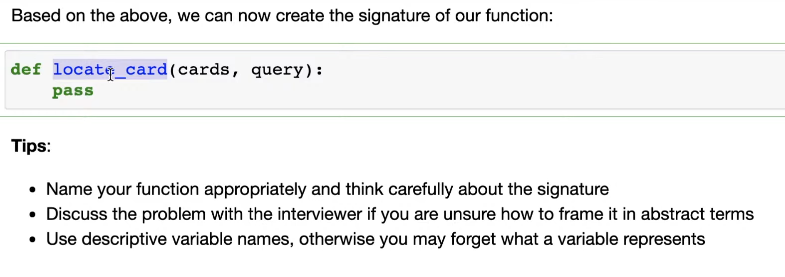 Based on the above, we can now create the signature of our function:
def locate_card(cards, query):
    pass
Tips:
• Name your function appropriately and think carefully about the signature
• Discuss the problem with the interviewer if you are unsure how to frame it in abstract terms
• Use descriptive variable names, otherwise you may forget what a variable represents